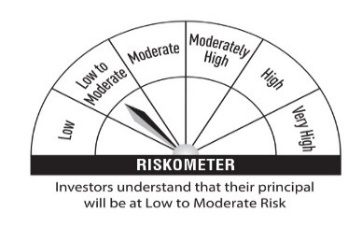 Low
Low to
Moderate
Moderate
Moderately
High
High
Very High
RISKOMETER
Investors understand that their principal
will be at Low to Moderate Risk